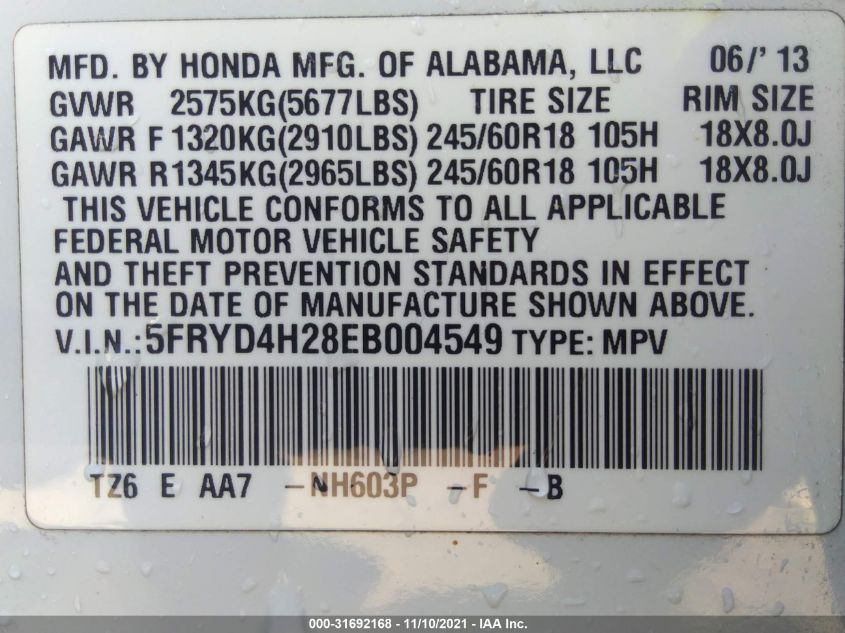 MFD. BY HONDA MFG. OF ALABAMA, LLC 06/'13
GVWR 2575KG(5677LBS) TIRE SIZE RIM SIZE
GAWR F 1320KG(2910LBS) 245/60R18 105H 18X8.0J
GAWR R1345KG(2965LBS) 245/60R18 105H 18X8.0J
THIS VEHICLE CONFORMS TO ALL APPLICABLE
FEDERAL MOTOR VEHICLE SAFETY
AND THEFT PREVENTION STANDARDS IN EFFECT
ON THE DATE OF MANUFACTURE SHOWN ABOVE.
V.I.N.:5FRYD4H28EB004549 TYPE: MPV
TZ6 E AA7 -NH603P -F -B
000-31692168 - 11/10/2021 - IAA Inc.